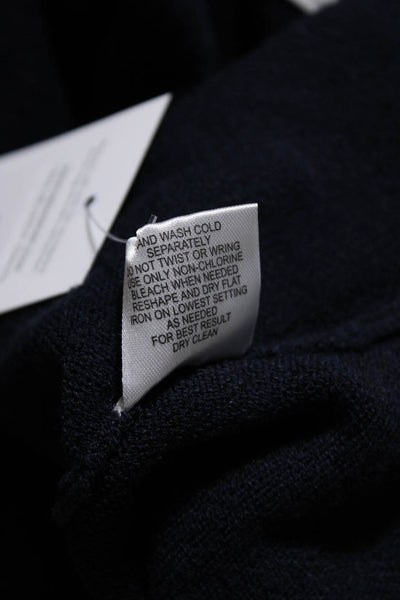 AND WASH COLD
SEPARATELY
DO NOT TWIST OR WRING
USE ONLY NON-CHLORINE
BLEACH WHEN NEEDED
RESHAPE AND DRY FLAT
IRON ON LOWEST SETTING
AS NEEDED
FOR BEST RESULT
DRY CLEAN